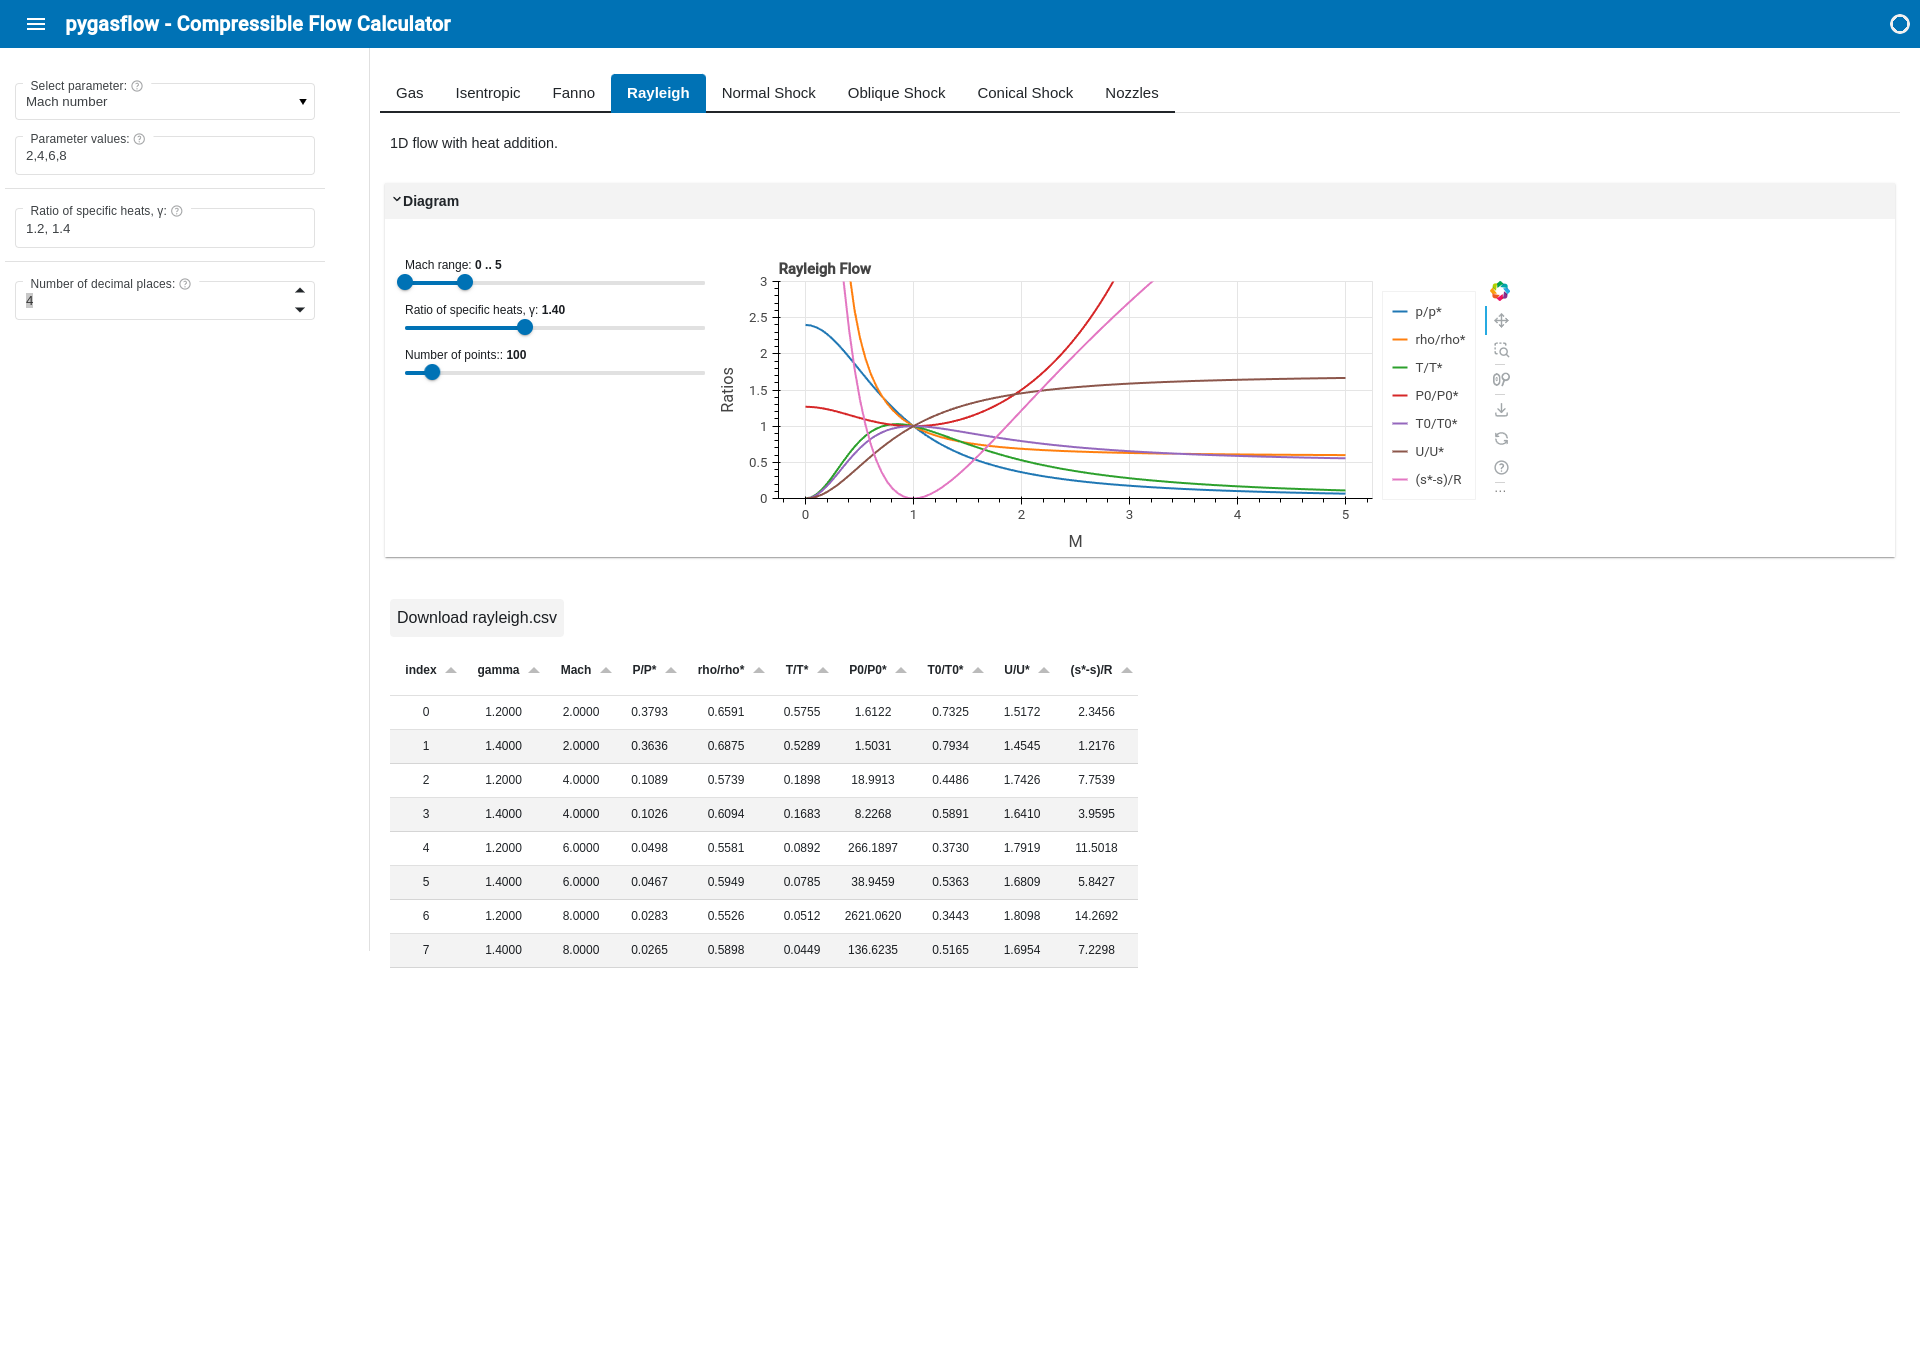 pygasflow - Compressible Flow Calculator
Select parameter:
Mach number
Parameter values:
2,4,6,8
Ratio of specific heats, γ:
1.2, 1.4
Number of decimal places:
4
Gas Isentropic Fanno Rayleigh Normal Shock Oblique Shock Conical Shock Nozzles
1D flow with heat addition.
Diagram
Mach range: 0 .. 5
Ratio of specific heats, γ: 1.40
Number of points:: 100
Rayleigh Flow
3
2.5
2
1.5
1
0.5
0
Ratios
0 1 2 3 4 5
M
p/p*
rho/rho*
T/T*
P0/P0*
T0/T0*
U/U*
(s*-s)/R
Download rayleigh.csv
index gamma Mach P/P* rho/rho* T/T* P0/P0* T0/T0* U/U* (s*-s)/R
0 1.2000 2.0000 0.3793 0.6591 0.5755 1.6122 0.7325 1.5172 2.3456
1 1.4000 2.0000 0.3636 0.6875 0.5289 1.5031 0.7934 1.4545 1.2176
2 1.2000 4.0000 0.1089 0.5739 0.1898 18.9913 0.4486 1.7426 7.7539
3 1.4000 4.0000 0.1026 0.6094 0.1683 8.2268 0.5891 1.6410 3.9595
4 1.2000 6.0000 0.0498 0.5581 0.0892 266.1897 0.3730 1.7919 11.5018
5 1.4000 6.0000 0.0467 0.5949 0.0785 38.9459 0.5363 1.6809 5.8427
6 1.2000 8.0000 0.0283 0.5526 0.0512 2621.0620 0.3443 1.8098 14.2692
7 1.4000 8.0000 0.0265 0.5898 0.0449 136.6235 0.5165 1.6954 7.2298